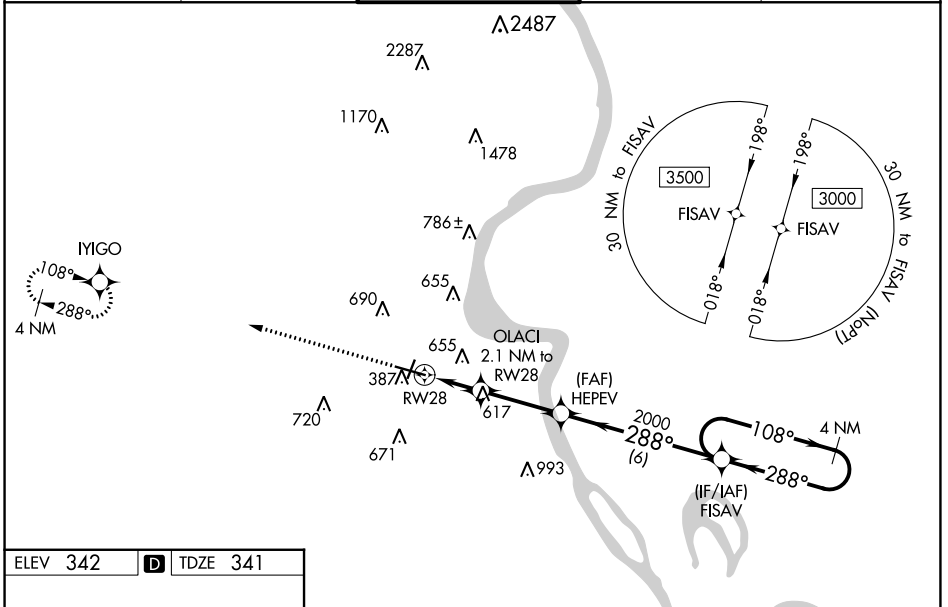 2487
2287
1170
1478
786±
IYIGO
108°
288°
4 NM
655
690
655
387
RW28
720
671
OLACI
2.1 NM to
RW28
617
(FAF)
HEPEV
993
2000
288°
(6)
108°
4 NM
288°
(IF/IAF)
FISAV
30 NM to FISAV
3500
198°
FISAV
018°
198°
3000
FISAV
018°
30 NM to FISAV (NoPT)
ELEV 342 D TDZE 341